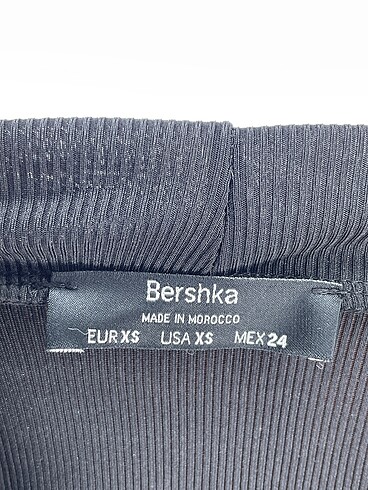 Bershka
MADE IN MOROCCO
EUR XS USA XS MEX 24